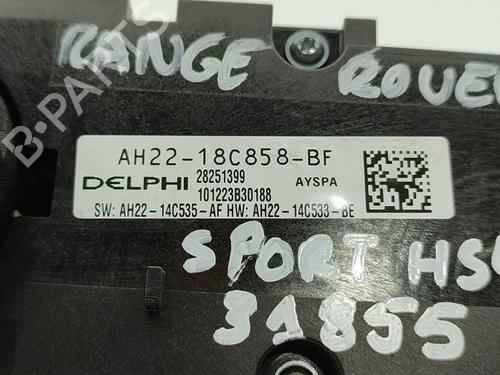 RANGE ROVER
B-PARTS
AH22-18C858-BF
DELPHI 28251399 AYSPA
101223B30188
SW: AH22-14C535-AF HW: AH22-14C533-BE
SPORT HSE
31855